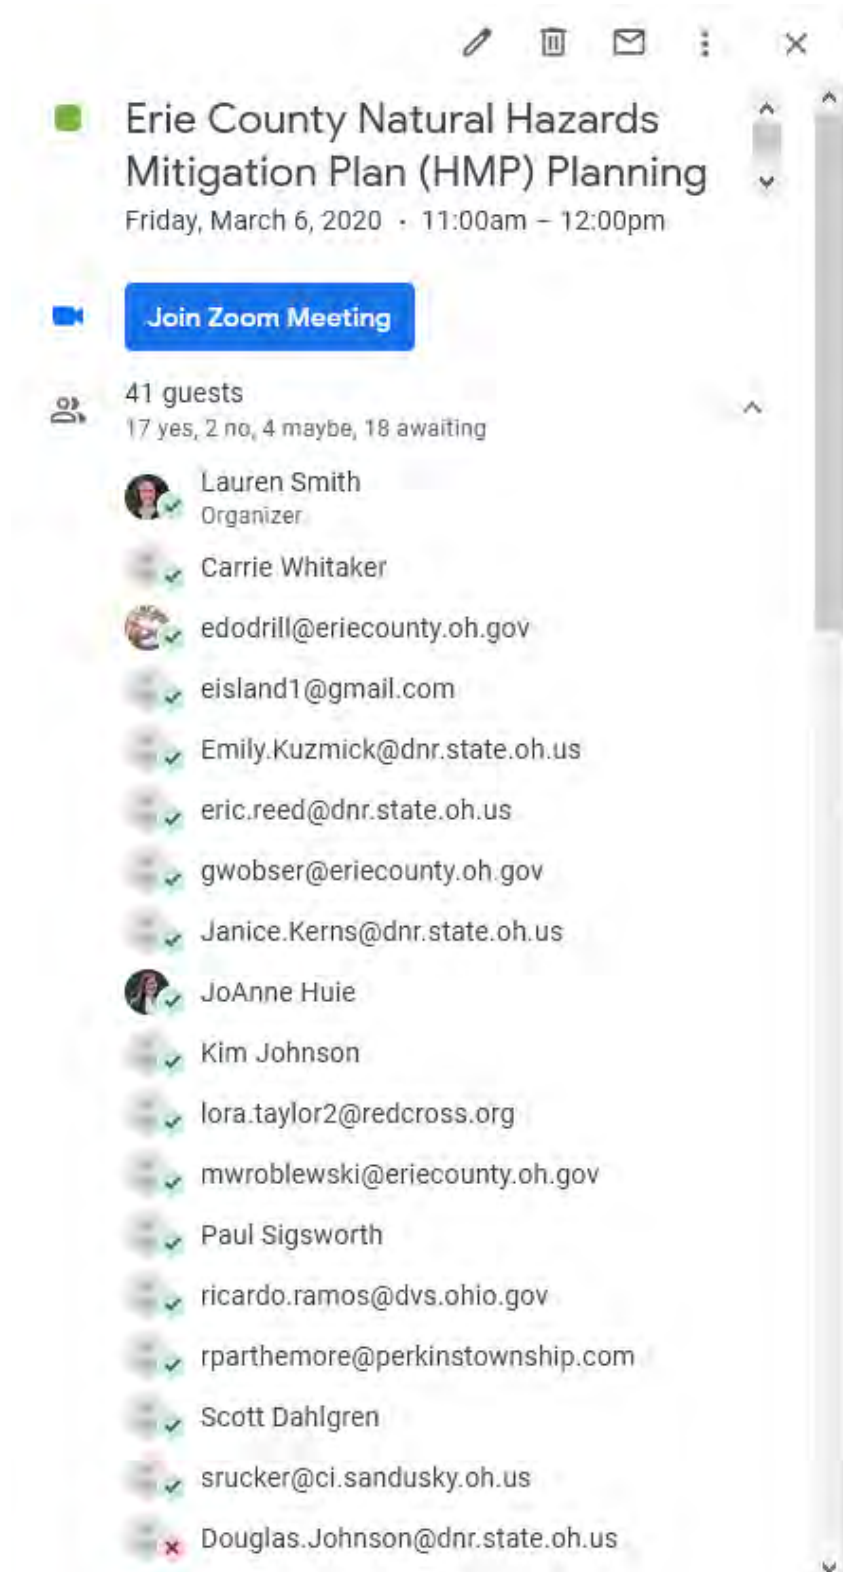 Erie County Natural Hazards
Mitigation Plan (HMP) Planning
Friday, March 6, 2020 · 11:00am – 12:00pm
Join Zoom Meeting
41 guests
17 yes, 2 no, 4 maybe, 18 awaiting
Lauren Smith
Organizer
Carrie Whitaker
edodrill@eriecounty.oh.gov
eisland1@gmail.com
Emily.Kuzmick@dnr.state.oh.us
eric.reed@dnr.state.oh.us
gwobser@eriecounty.oh.gov
Janice.Kerns@dnr.state.oh.us
JoAnne Huie
Kim Johnson
lora.taylor2@redcross.org
mwroblewski@eriecounty.oh.gov
Paul Sigsworth
ricardo.ramos@dvs.ohio.gov
rparthemore@perkinstownship.com
Scott Dahlgren
srucker@ci.sandusky.oh.us
Douglas.Johnson@dnr.state.oh.us